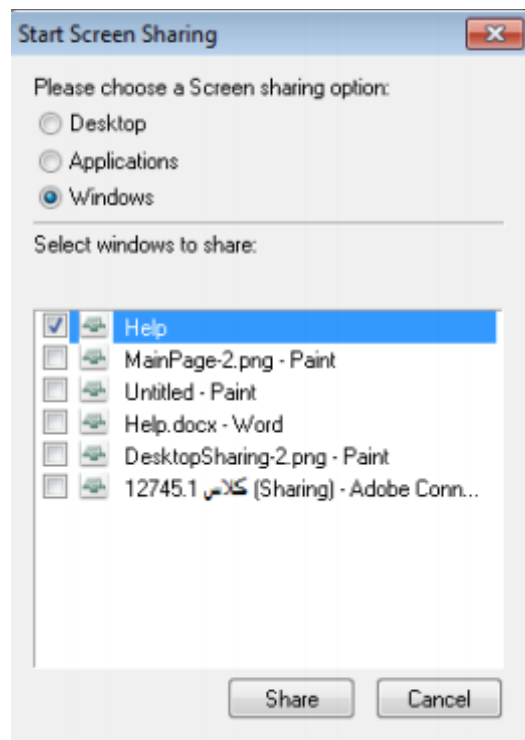 Start Screen Sharing
Please choose a Screen sharing option:
Desktop
Applications
Windows
Select windows to share:
Help
MainPage-2.png - Paint
Untitled - Paint
Help.docx - Word
DesktopSharing-2.png - Paint
12745.1 کلاس (Sharing) - Adobe Conn...
Share Cancel